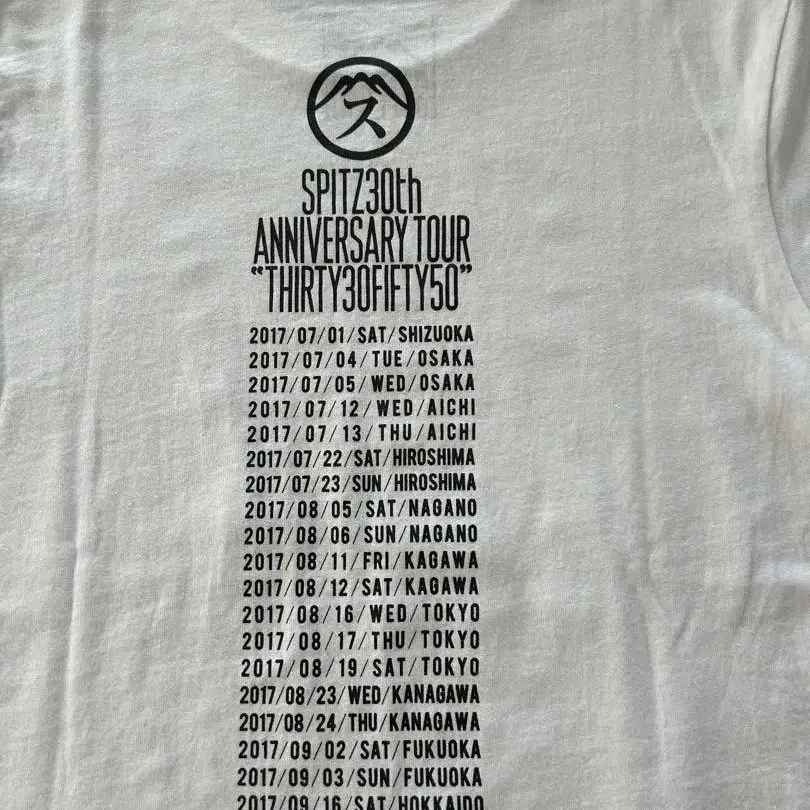 ス
SPITZ30th
ANNIVERSARY TOUR
"THIRTY30FIFTY50"
2017/07/01/SAT/SHIZUOKA
2017/07/04/TUE/OSAKA
2017/07/05/WED/OSAKA
2017/07/12/WED/AICHI
2017/07/13/THU/AICHI
2017/07/22/SAT/HIROSHIMA
2017/07/23/SUN/HIROSHIMA
2017/08/05/SAT/NAGANO
2017/08/06/SUN/NAGANO
2017/08/11/FRI/KAGAWA
2017/08/12/SAT/KAGAWA
2017/08/16/WED/TOKYO
2017/08/17/THU/TOKYO
2017/08/19/SAT/TOKYO
2017/08/23/WED/KANAGAWA
2017/08/24/THU/KANAGAWA
2017/09/02/SAT/FUKUOKA
2017/09/03/SUN/FUKUOKA
2017/09/16/SAT/HOKKAIDO